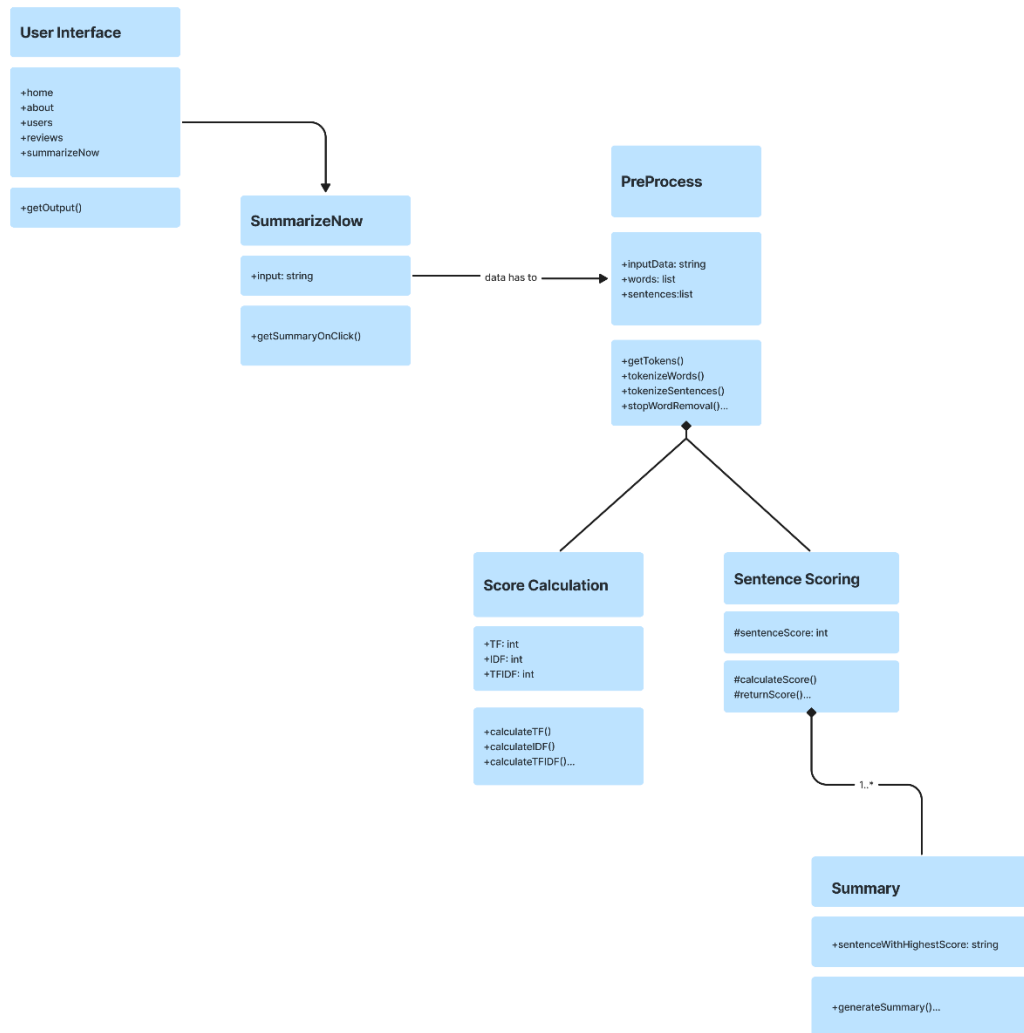 User Interface
+home
+about
+users
+reviews
+summarizeNow
+getOutput()
SummarizeNow
+input: string
+getSummaryOnClick()
data has to
PreProcess
+inputData: string
+words: list
+sentences:list
+getTokens()
+tokenizeWords()
+tokenizeSentences()
+stopWordRemoval()...
Score Calculation
+TF: int
+IDF: int
+TFIDF: int
+calculateTF()
+calculateIDF()
+calculateTFIDF()...
Sentence Scoring
#sentenceScore: int
#calculateScore()
#returnScore()...
1..*
Summary
+sentenceWithHighestScore: string
+generateSummary()...